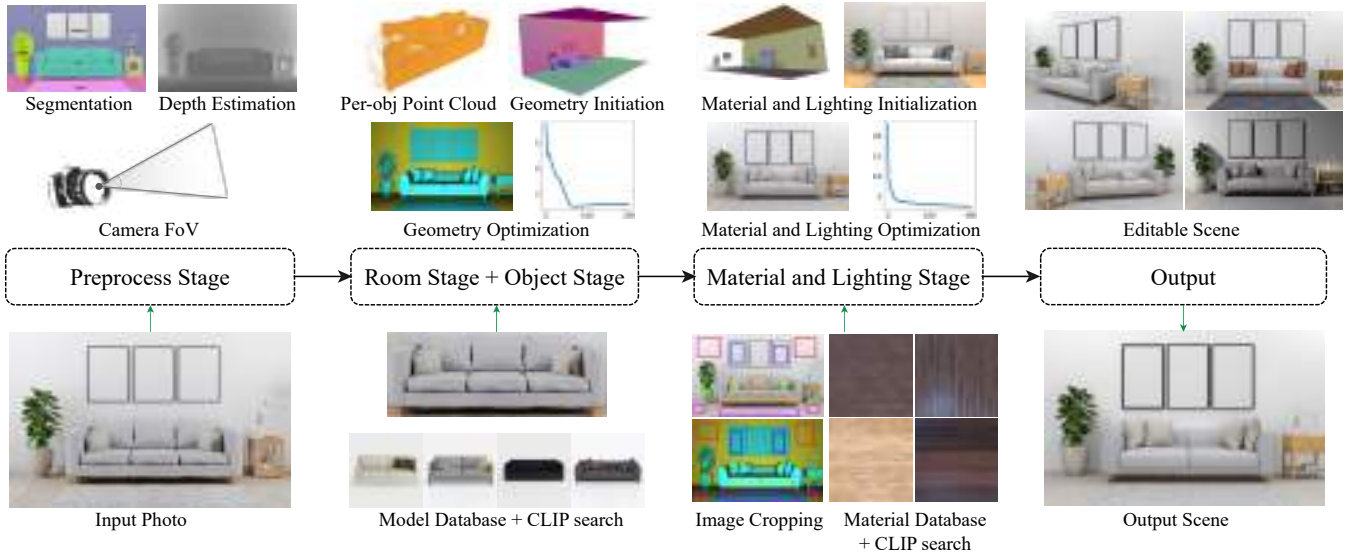 Segmentation
Depth Estimation
Per-obj Point Cloud
Geometry Initiation
Material and Lighting Initialization
Camera FoV
Geometry Optimization
Material and Lighting Optimization
Editable Scene
Preprocess Stage
Room Stage + Object Stage
Material and Lighting Stage
Output
Input Photo
Model Database + CLIP search
Image Cropping
Material Database
+ CLIP search
Output Scene